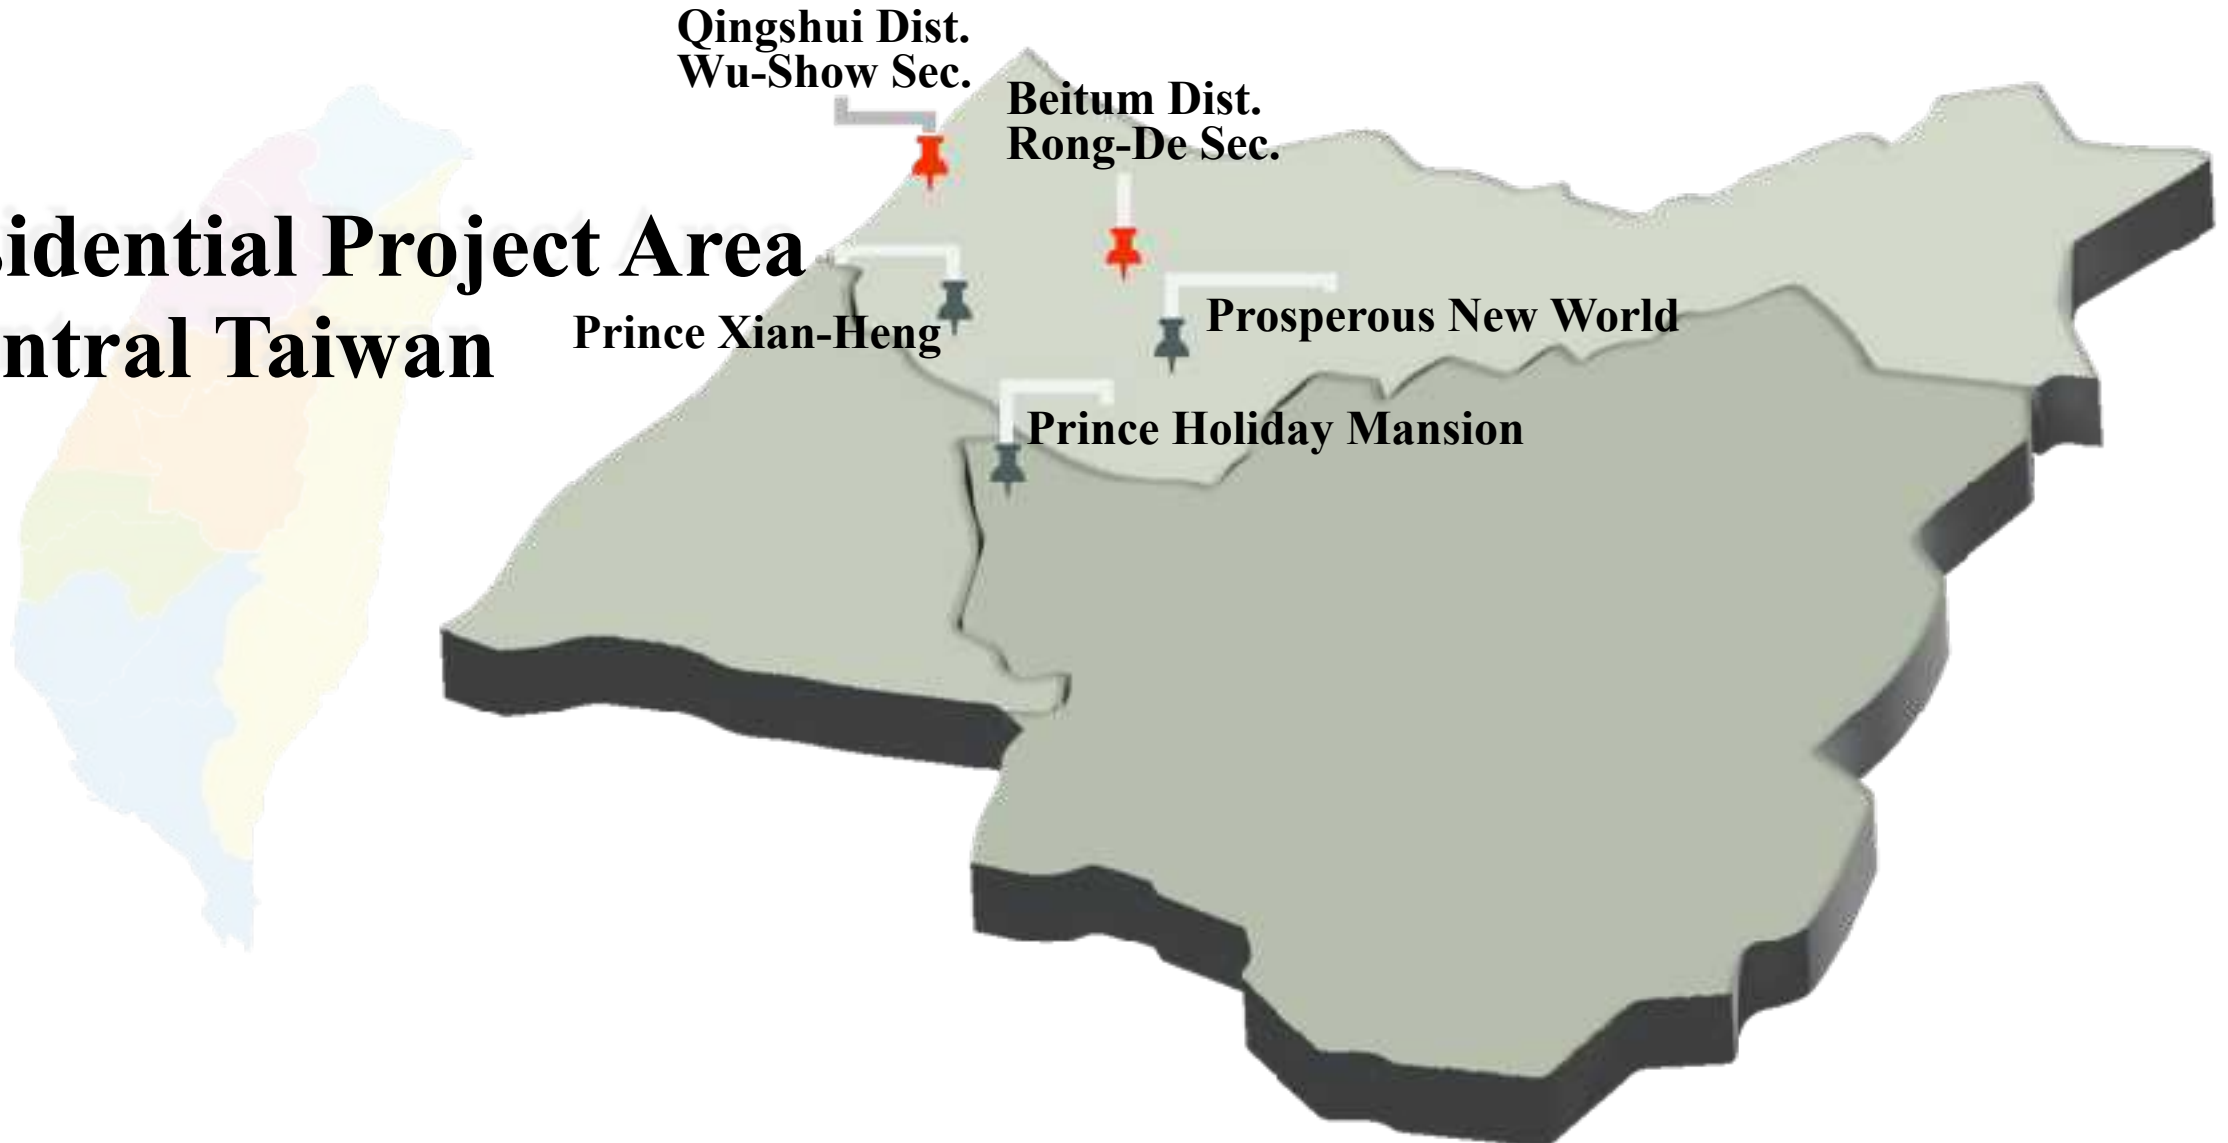 Qingshui Dist.
Wu-Show Sec.
Beitum Dist.
Rong-De Sec.
sidential Project Area
ntral Taiwan
Prince Xian-Heng
Prosperous New World
Prince Holiday Mansion